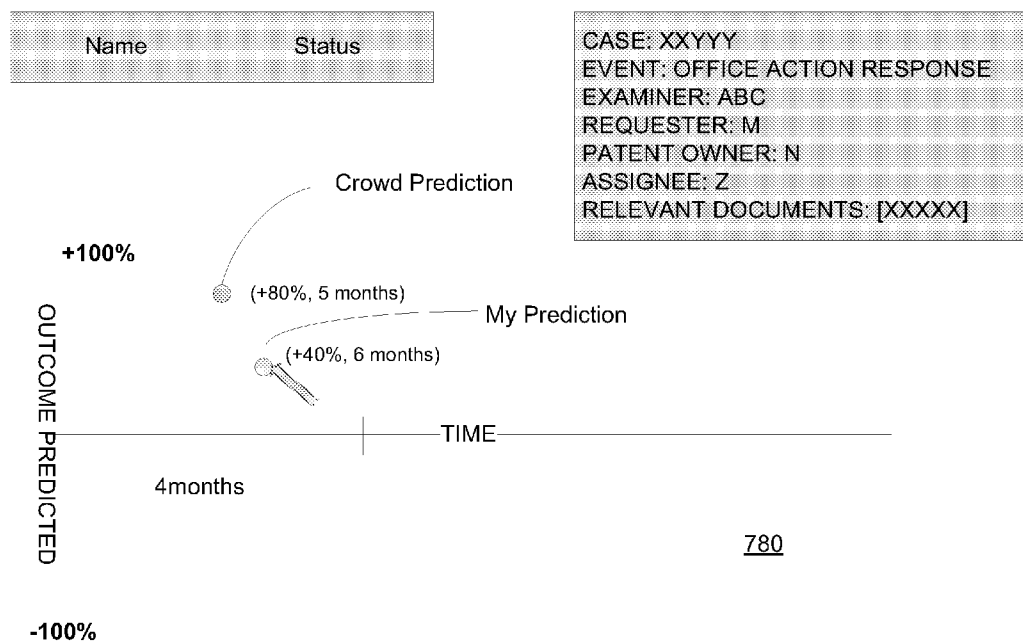 Name Status
CASE: XXYYY
EVENT: OFFICE ACTION RESPONSE
EXAMINER: ABC
REQUESTER: M
PATENT OWNER: N
ASSIGNEE: Z
RELEVANT DOCUMENTS: [XXXXX]
Crowd Prediction
+100%
(+80%, 5 months)
My Prediction
(+40%, 6 months)
OUTCOME PREDICTED
TIME
4months
780
-100%